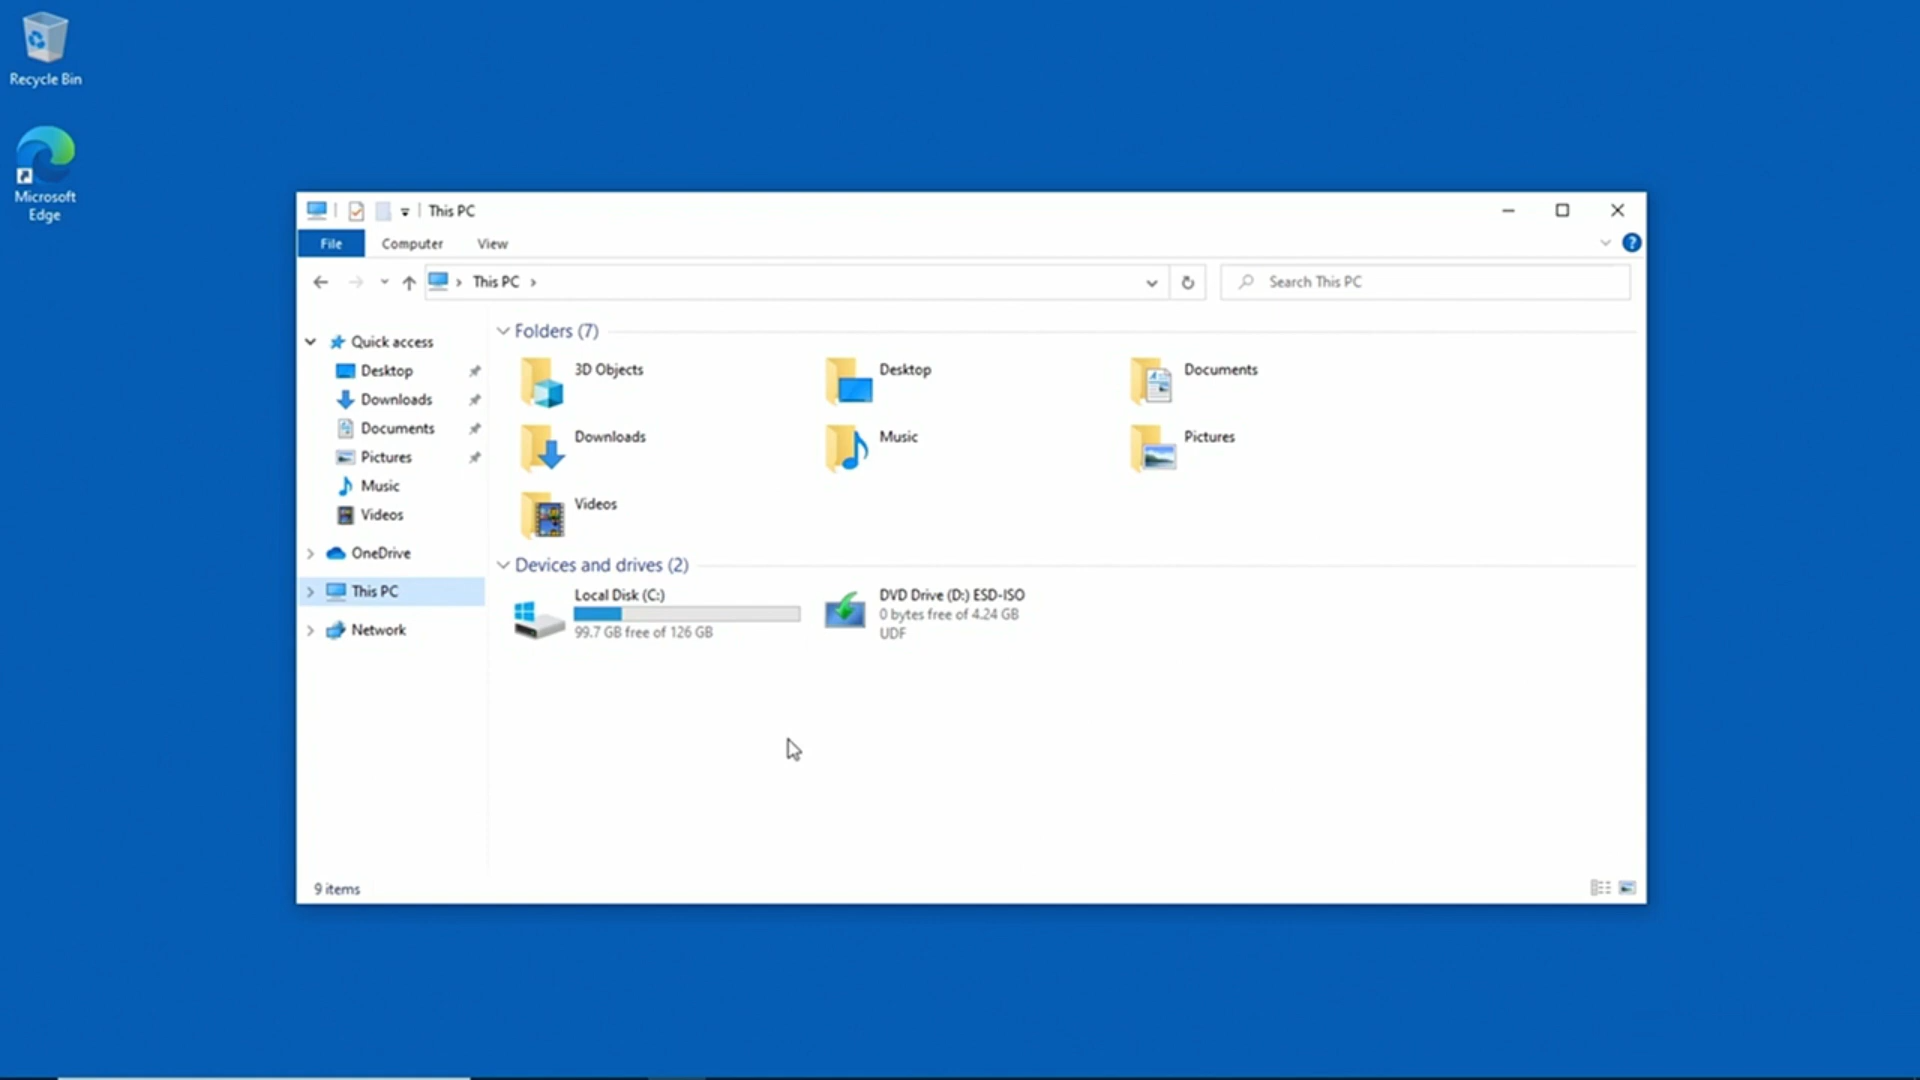 Recycle Bin
Microsoft
Edge
This PC
File Computer View
This PC
Search This PC
Quick access
Desktop
Downloads
Documents
Pictures
Music
Videos
OneDrive
This PC
Network
Folders (7)
3D Objects
Desktop
Documents
Downloads
Music
Pictures
Videos
Devices and drives (2)
Local Disk (C:)
99.7 GB free of 126 GB
DVD Drive (D:) ESD-ISO
0 bytes free of 4.24 GB
UDF
9 items